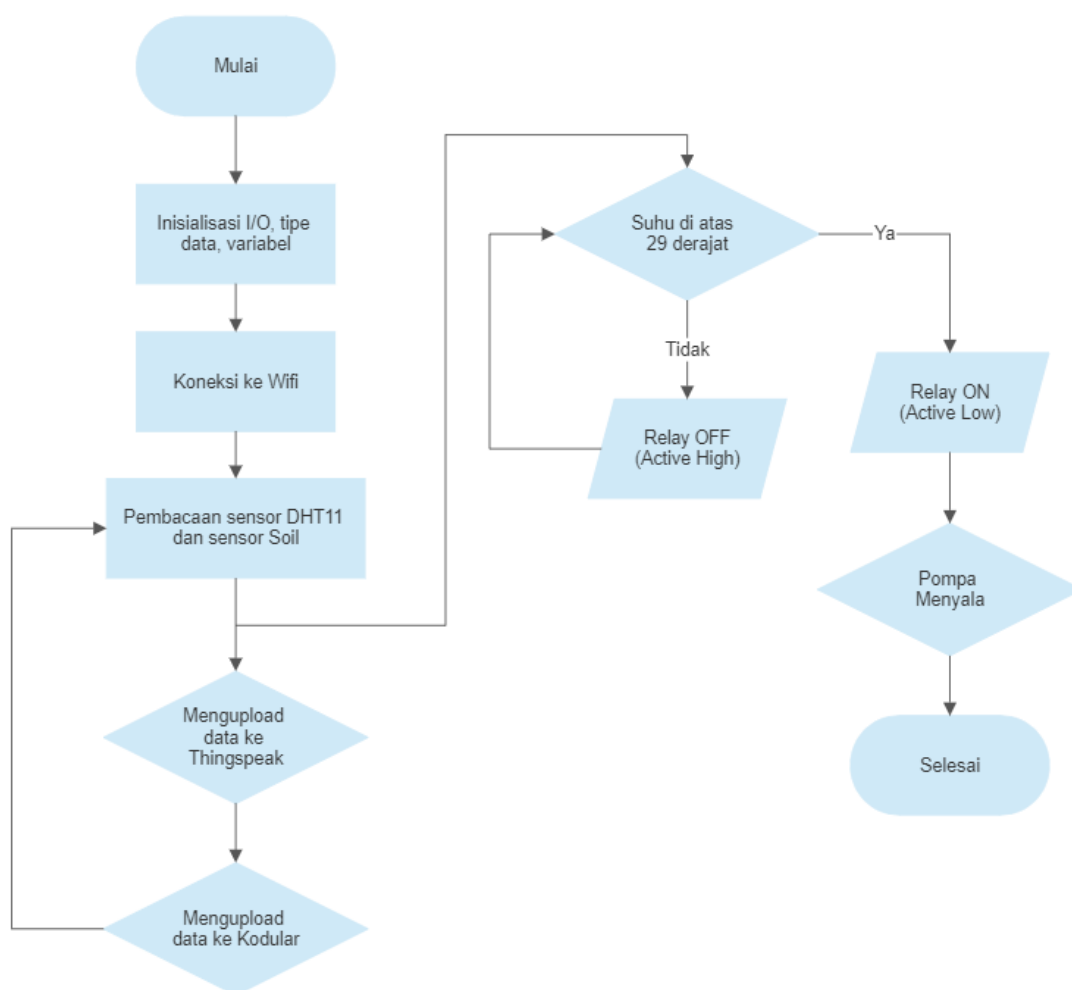 Mulai
Inisialisasi I/O, tipe
data, variabel
Koneksi ke Wifi
Pembacaan sensor DHT11
dan sensor Soil
Mengupload
data ke
Thingspeak
Mengupload
data ke Kodular
Suhu di atas
29 derajat
Ya
Tidak
Relay OFF
(Active High)
Relay ON
(Active Low)
Pompa
Menyala
Selesai